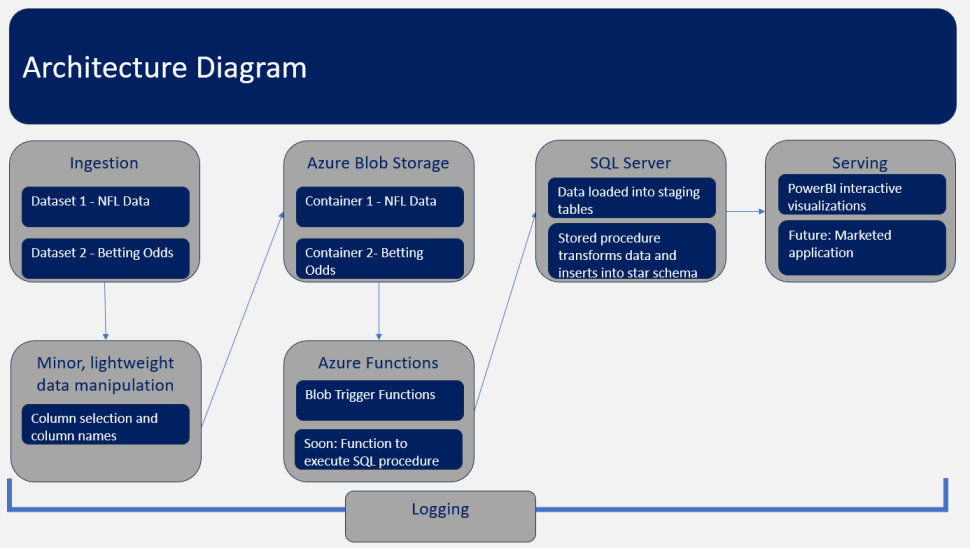 Architecture Diagram
Ingestion
Dataset 1 - NFL Data
Dataset 2 - Betting Odds
Minor, lightweight
data manipulation
Column selection and
column names
Azure Blob Storage
Container 1 - NFL Data
Container 2- Betting
Odds
Azure Functions
Blob Trigger Functions
Soon: Function to
execute SQL procedure
SQL Server
Data loaded into staging
tables
Stored procedure
transforms data and
inserts into star schema
Serving
PowerBI interactive
visualizations
Future: Marketed
application
Logging